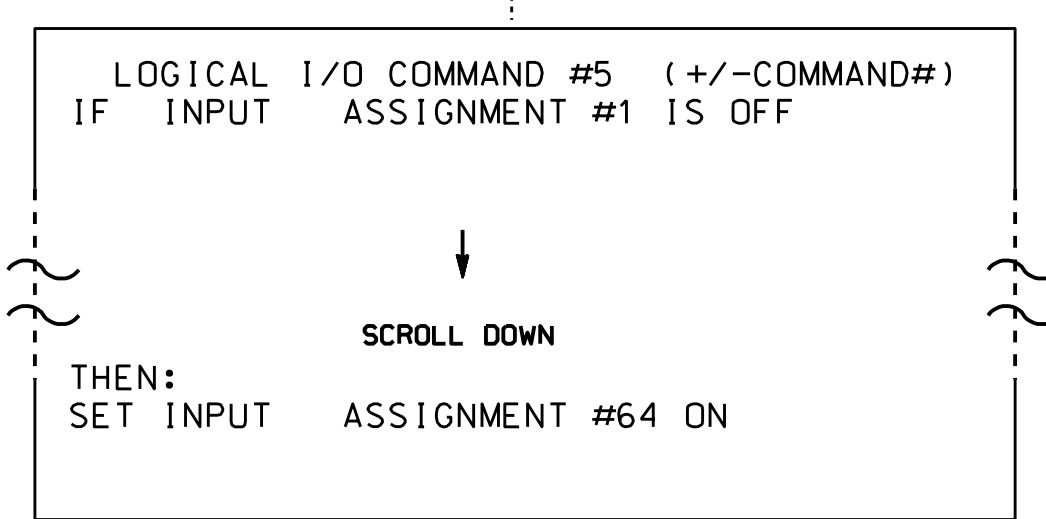 LOGICAL I/O COMMAND #5 (+/-COMMAND#)
IF INPUT ASSIGNMENT #1 IS OFF
SCROLL DOWN
THEN:
SET INPUT ASSIGNMENT #64 ON